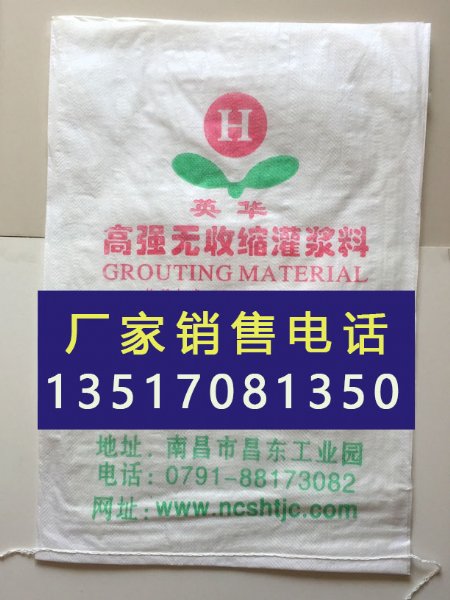 H
英华
高强无收缩灌浆料
GROUTING MATERIAL
厂家销售电话
13517081350
地址：南昌市昌东工业园
电话：0791-88173082
网址：www.ncshtjc.com